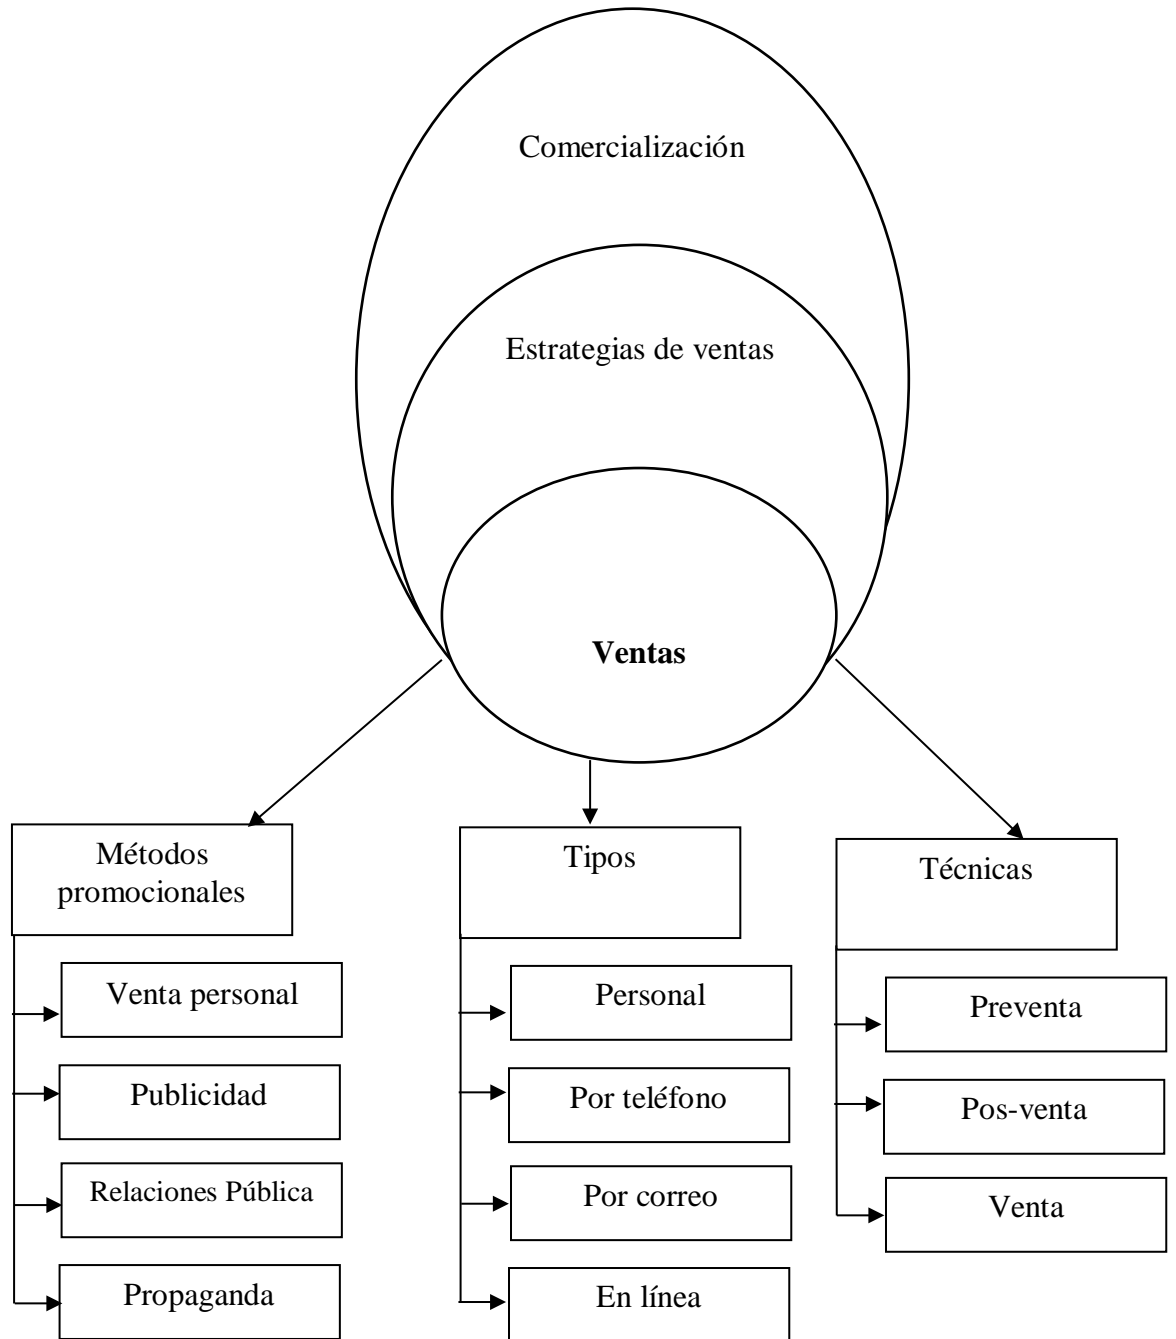 Comercialización
Estrategias de ventas
Ventas
Métodos
promocionales
Venta personal
Publicidad
Relaciones Pública
Propaganda
Tipos
Personal
Por teléfono
Por correo
En línea
Técnicas
Preventa
Pos-venta
Venta